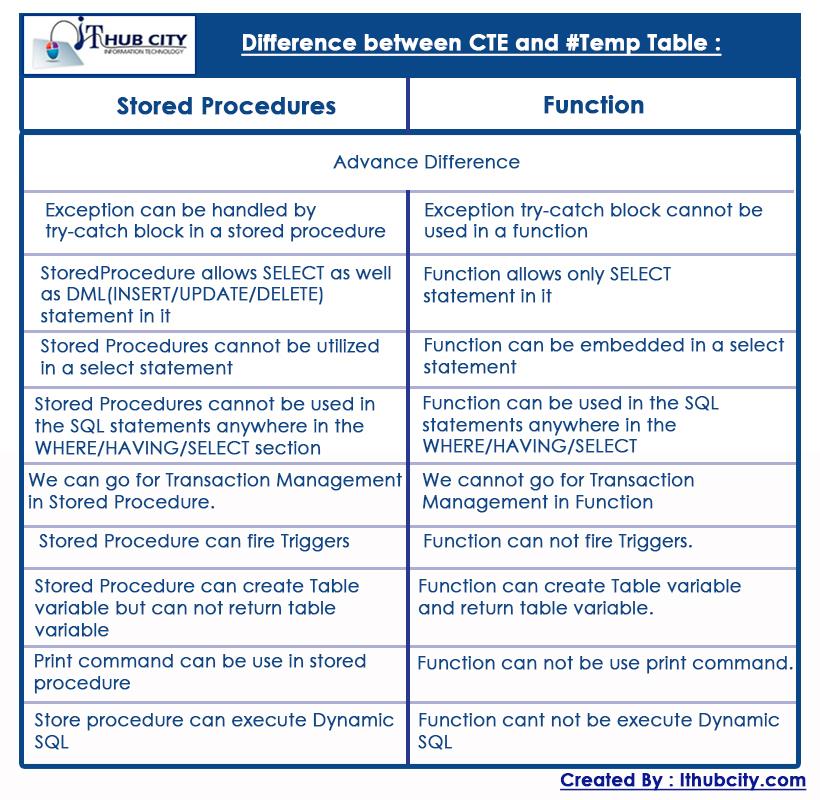 iT HUB CITY
INFORMATION TECHNOLOGY
Difference between CTE and #Temp Table :
Stored Procedures
Function
Advance Difference
Exception can be handled by
try-catch block in a stored procedure
Exception try-catch block cannot be
used in a function
StoredProcedure allows SELECT as well
as DML(INSERT/UPDATE/DELETE)
statement in it
Function allows only SELECT
statement in it
Stored Procedures cannot be utilized
in a select statement
Function can be embedded in a select
statement
Stored Procedures cannot be used in
the SQL statements anywhere in the
WHERE/HAVING/SELECT section
Function can be used in the SQL
statements anywhere in the
WHERE/HAVING/SELECT
We can go for Transaction Management
in Stored Procedure.
We cannot go for Transaction
Management in Function
Stored Procedure can fire Triggers
Function can not fire Triggers.
Stored Procedure can create Table
variable but can not return table
variable
Function can create Table variable
and return table variable.
Print command can be use in stored
procedure
Function can not be use print command.
Store procedure can execute Dynamic
SQL
Function cant not be execute Dynamic
SQL
Created By : Ithubcity.com